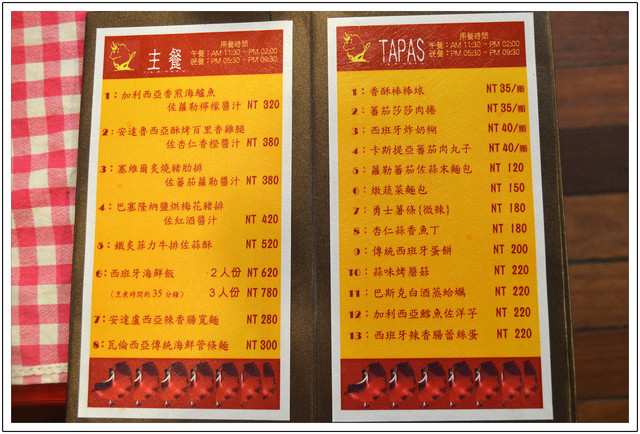 主餐
用餐時間
午餐:AM 11:30 - PM 02:00
晚餐:PM 05:30 - PM 09:30
1:加利西亞香煎海鱸魚
佐蘿勒檸檬醬汁 NT 320
2:安達魯西亞酥烤百里香雞腿
佐杏仁香橙醬汁 NT 380
3:塞維爾炙燒豬肋排
佐蕃茄蘿勒醬汁 NT 380
4:巴塞隆納鹽烘梅花豬排
佐紅酒醬汁 NT 420
5:鐵炙菲力牛排佐蒜酥 NT 520
6:西班牙海鮮飯 2人份 NT 620
(烹煮時間約35分鐘) 3人份 NT 780
7:安達盧西亞辣香腸寬麵 NT 280
8:瓦倫西亞傳統海鮮管條麵 NT 300
TAPAS
用餐時間
午餐:AM 11:30 - PM 02:00
晚餐:PM 05:30 - PM 09:30
1:香酥棒棒球 NT 35/顆
2:蕃茄莎莎肉捲 NT 35/顆
3:西班牙炸奶糊 NT 40/顆
4:卡斯提亞蕃茄肉丸子 NT 40/顆
5:蘿勒蕃茄佐蒜末麵包 NT 120
6:燉蔬菜麵包 NT 150
7:勇士薯條{微辣} NT 180
8:杏仁蒜香魚丁 NT 180
9:傳統西班牙蛋餅 NT 200
10:蒜味烤蘑菇 NT 220
11:巴斯克白酒蒸蛤蠣 NT 220
12:加利西亞鱈魚佐洋芋 NT 220
13:西班牙辣香腸蕾絲蛋 NT 220